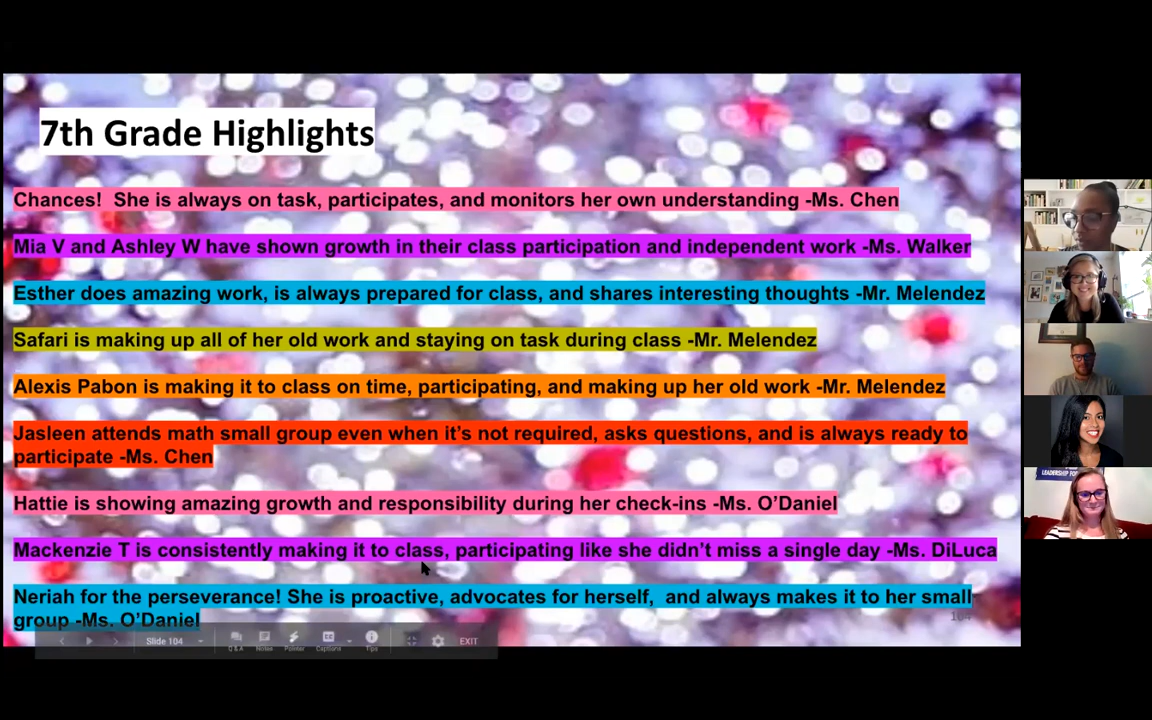 7th Grade Highlights
Chances!  She is always on task, participates, and monitors her own understanding -Ms. Chen
Mia V and Ashley W have shown growth in their class participation and independent work -Ms. Walker
Esther does amazing work, is always prepared for class, and shares interesting thoughts -Mr. Melendez
Safari is making up all of her old work and staying on task during class -Mr. Melendez
Alexis Pabon is making it to class on time, participating, and making up her old work -Mr. Melendez
Jasleen attends math small group even when it’s not required, asks questions, and is always ready to
participate -Ms. Chen
Hattie is showing amazing growth and responsibility during her check-ins -Ms. O’Daniel
Mackenzie T is consistently making it to class, participating like she didn’t miss a single day -Ms. DiLuca
Neriah for the perseverance! She is proactive, advocates for herself,  and always makes it to her small
group -Ms. O’Daniel
104
Slide 104
Q&A
Notes
Pointer
CC
Captions
Tips
EXIT
LEADERSHIP FO